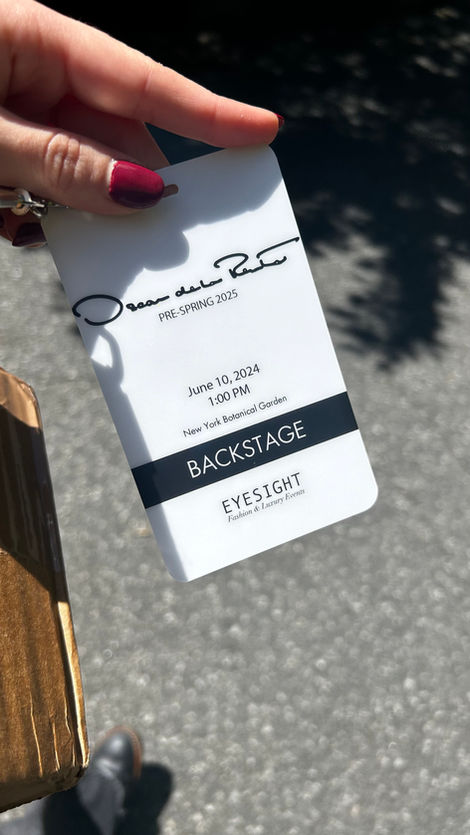 Oscar de la Renta
PRE-SPRING 2025
June 10, 2024
1:00 PM
New York Botanical Garden
BACKSTAGE
EYESIGHT
Fashion & Luxury Events